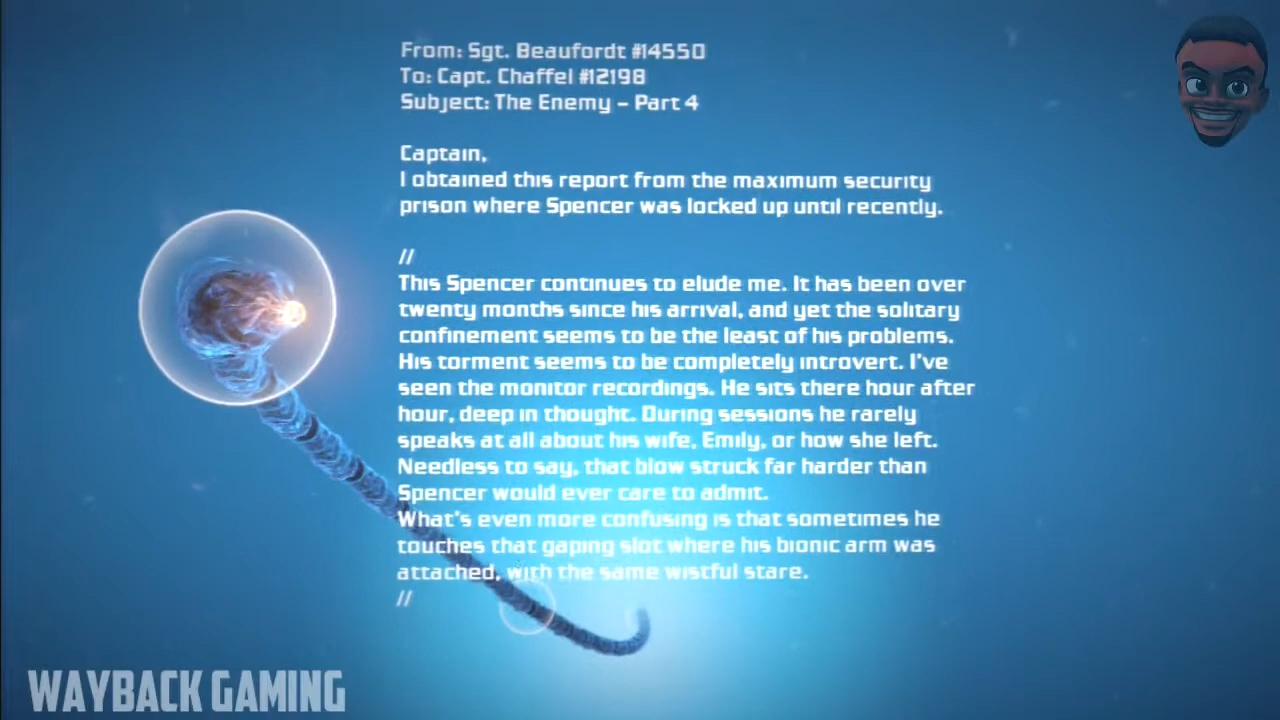 From: Sgt. Beaufordt #14550
To: Capt. Chaffel #12198
Subject: The Enemy – Part 4
Captain,
I obtained this report from the maximum security
prison where Spencer was locked up until recently.
//
This Spencer continues to elude me. It has been over
twenty months since his arrival, and yet the solitary
confinement seems to be the least of his problems.
His torment seems to be completely introvert. I've
seen the monitor recordings. He sits there hour after
hour, deep in thought. During sessions he rarely
speaks at all about his wife, Emily, or how she left.
Needless to say, that blow struck far harder than
Spencer would ever care to admit.
What's even more confusing is that sometimes he
touches that gaping slot where his bionic arm was
attached, with the same wistful stare.
//
WAYBACK GAMING